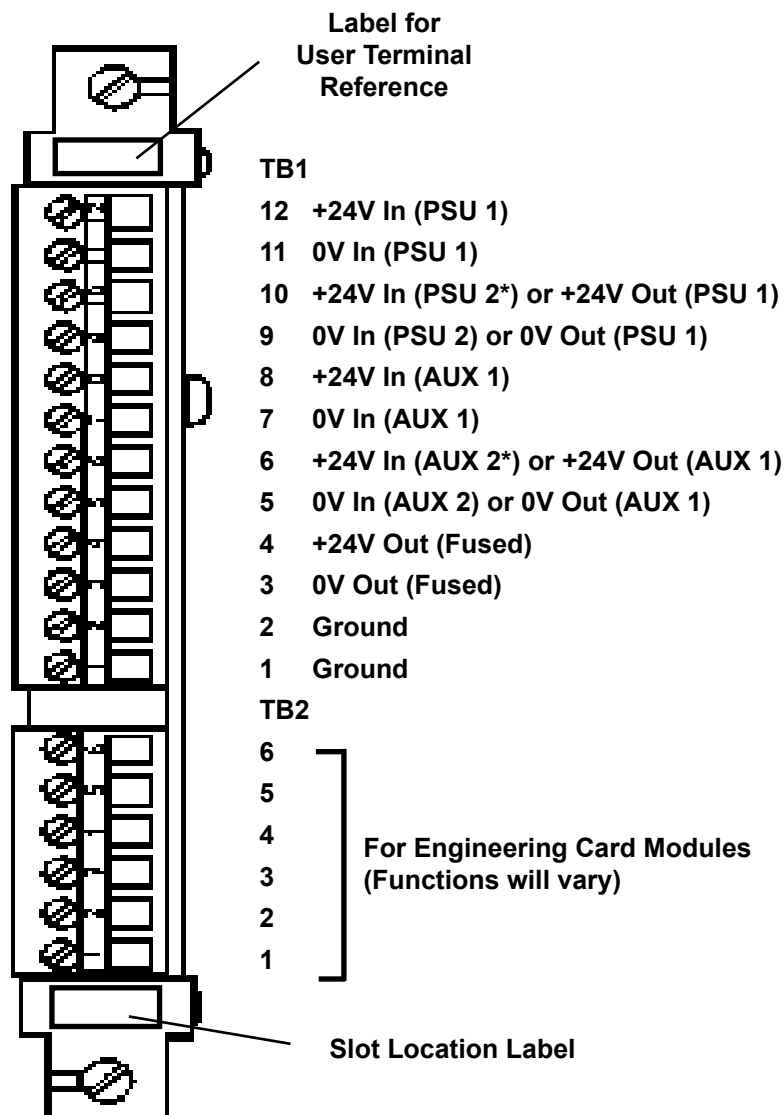 Label for
User Terminal
Reference
TB1
12 +24V In (PSU 1)
11 0V In (PSU 1)
10 +24V In (PSU 2*) or +24V Out (PSU 1)
9 0V In (PSU 2) or 0V Out (PSU 1)
8 +24V In (AUX 1)
7 0V In (AUX 1)
6 +24V In (AUX 2*) or +24V Out (AUX 1)
5 0V In (AUX 2) or 0V Out (AUX 1)
4 +24V Out (Fused)
3 0V Out (Fused)
2 Ground
1 Ground
TB2
6
5
4
3
2
1
For Engineering Card Modules
(Functions will vary)
Slot Location Label